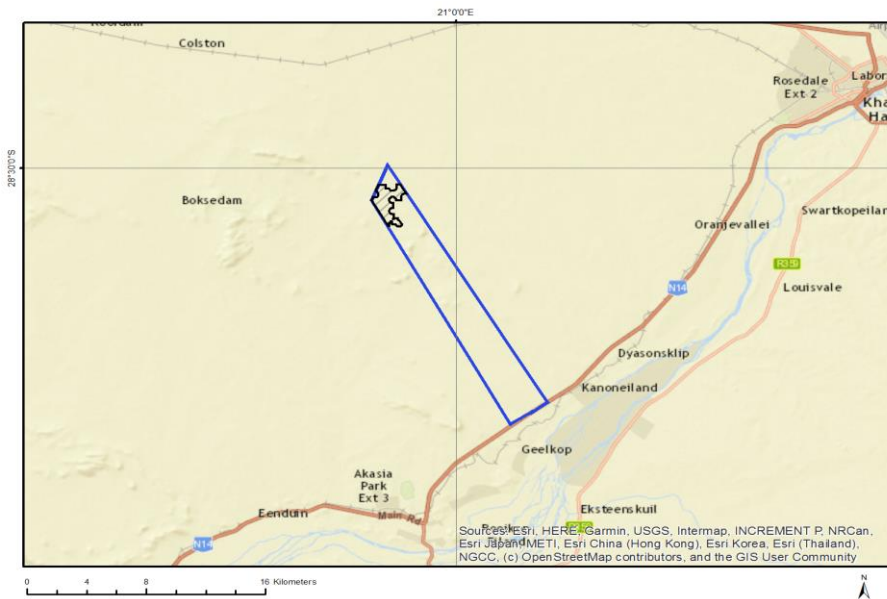 21°0'0"E
Colston
Rosedale
Ext 2
28°30'0"S
Boksedam
Swartkopeilan
Oranjevallei
R359
Louisvale
N14
Dyasonsklip
Kanoneiland
Geelkop
Akasia
Park
Ext 3
Eenduin
Main Rd
Eksteenskuil
N14
Sources: Esri, HERE, Garmin, USGS, Intermap, INCREMENT P, NRCan,
Esri Japan, METI, Esri China (Hong Kong), Esri Korea, Esri (Thailand),
NGCC, (c) OpenStreetMap contributors, and the GIS User Community
0 4 8 16 Kilometers
N